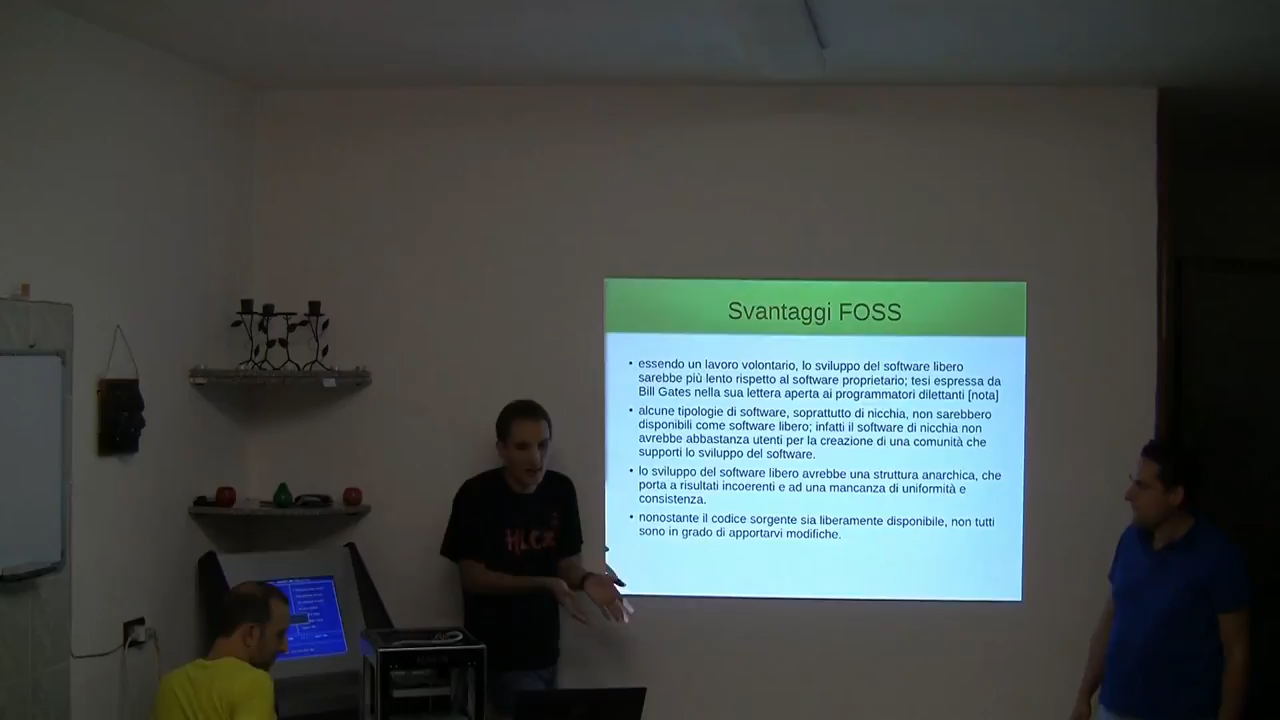 Svantaggi FOSS
• essendo un lavoro volontario, lo sviluppo del software libero
sarebbe più lento rispetto al software proprietario; tesi espressa da
Bill Gates nella sua lettera aperta ai programmatori dilettanti [nota]
• alcune tipologie di software, soprattutto di nicchia, non sarebbero
disponibili come software libero; infatti il software di nicchia non
avrebbe abbastanza utenti per la creazione di una comunità che
supporti lo sviluppo del software.
• lo sviluppo del software libero avrebbe una struttura anarchica, che
porta a risultati incoerenti e ad una mancanza di uniformità e
consistenza.
• nonostante il codice sorgente sia liberamente disponibile, non tutti
sono in grado di apportarvi modifiche.